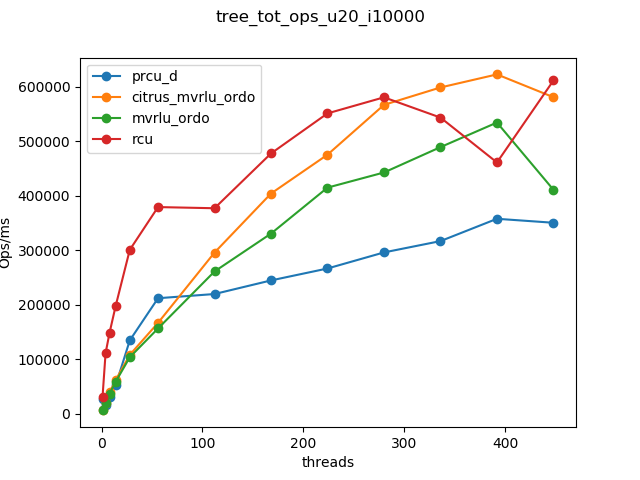 tree_tot_ops_u20_i10000
prcu_d
citrus_mvrlu_ordo
mvrlu_ordo
rcu
600000
500000
400000
300000
200000
100000
0
Ops/ms
0 100 200 300 400
threads